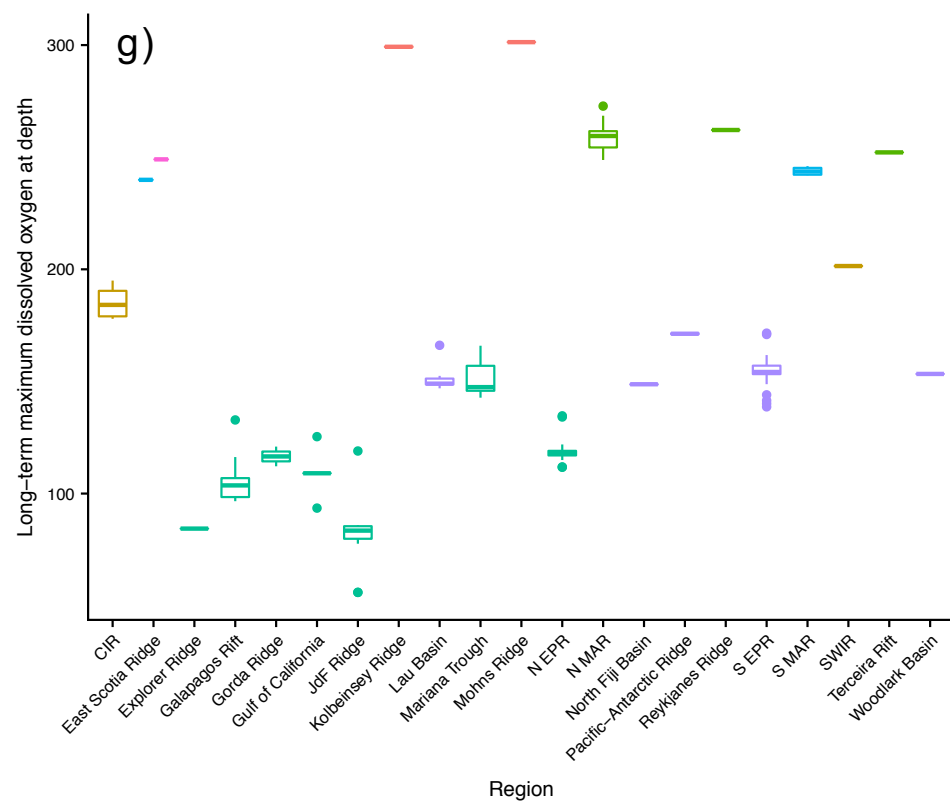 g)
Long-term maximum dissolved oxygen at depth
300
200
100
CIR
East Scotia Ridge
Explorer Ridge
Galapagos Rift
Gorda Ridge
Gulf of California
JdF Ridge
Kolbeinsey Ridge
Lau Basin
Mariana Trough
Mohns Ridge
N EPR
N MAR
North Fiji Basin
Pacific-Antarctic Ridge
Reykjanes Ridge
S EPR
S MAR
SWIR
Terceira Rift
Woodlark Basin
Region